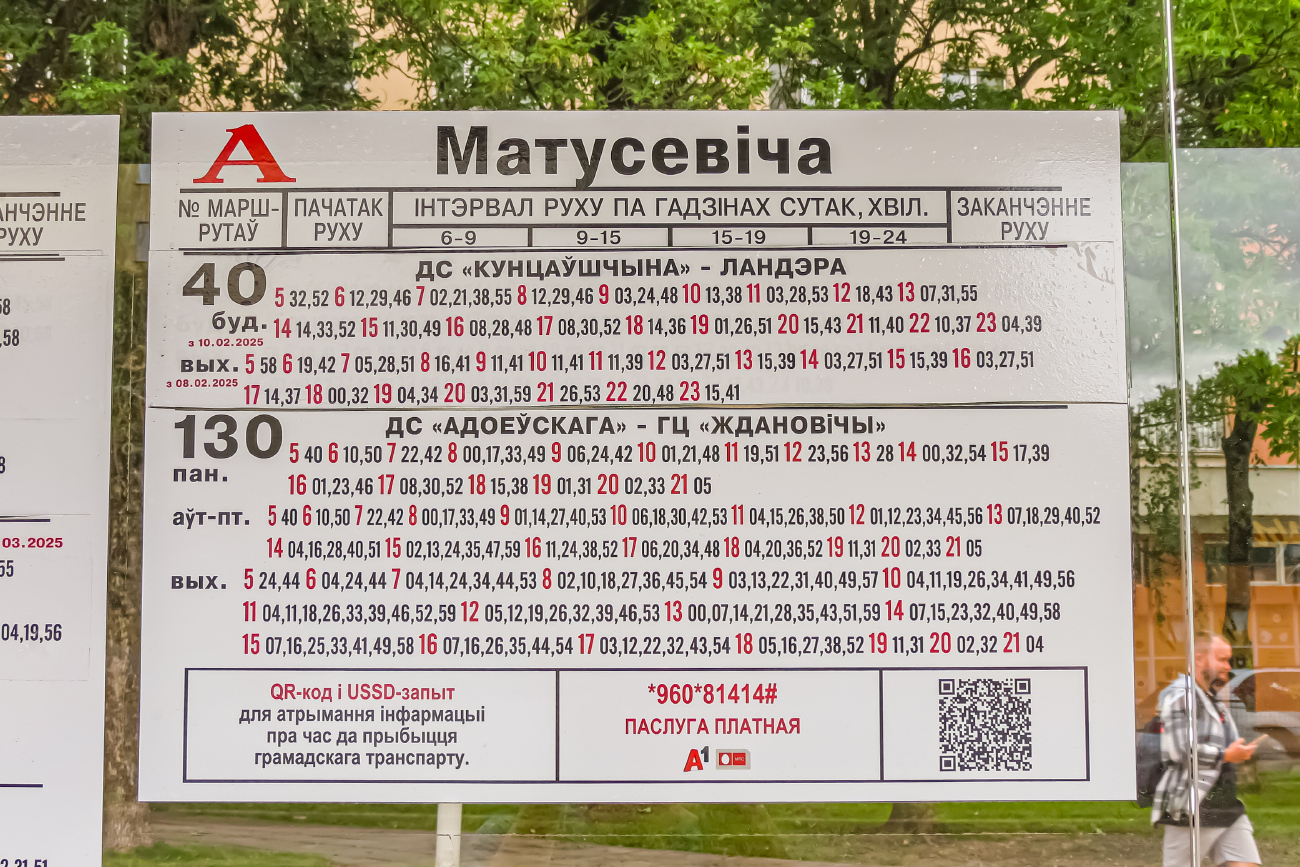 АНЧЭННЕ
РУХУ
58
,58
03.2025
55
04,19,56
А
Матусевіча
№ МАРШ-
РУТАЎ
ПАЧАТАК
РУХУ
ІНТЭРВАЛ РУХУ ПА ГАДЗІНАХ СУТАК, ХВІЛ.
6-9 9-15 15-19 19-24
ЗАКАНЧЭННЕ
РУХУ
40 ДС «КУНЦАЎШЧЫНА» - ЛАНДЭРА
буд. 5 32,52 6 12,29,46 7 02,21,38,55 8 12,29,46 9 03,24,48 10 13,38 11 03,28,53 12 18,43 13 07,31,55
14 14,33,52 15 11,30,49 16 08,28,48 17 08,30,52 18 14,36 19 01,26,51 20 15,43 21 11,40 22 10,37 23 04,39
з 10.02.2025
вых. 5 58 6 19,42 7 05,28,51 8 16,41 9 11,41 10 11,41 11 11,39 12 03,27,51 13 15,39 14 03,27,51 15 15,39 16 03,27,51
з 08.02.2025
17 14,37 18 00,32 19 04,34 20 03,31,59 21 26,53 22 20,48 23 15,41
130 ДС «АДОЕЎСКАГА» - ГЦ «ЖДАНОВіЧЫ»
пан. 5 40 6 10,50 7 22,42 8 00,17,33,49 9 06,24,42 10 01,21,48 11 19,51 12 23,56 13 28 14 00,32,54 15 17,39
16 01,23,46 17 08,30,52 18 15,38 19 01,31 20 02,33 21 05
аўт-пт. 5 40 6 10,50 7 22,42 8 00,17,33,49 9 01,14,27,40,53 10 06,18,30,42,53 11 04,15,26,38,50 12 01,12,23,34,45,56 13 07,18,29,40,52
14 04,16,28,40,51 15 02,13,24,35,47,59 16 11,24,38,52 17 06,20,34,48 18 04,20,36,52 19 11,31 20 02,33 21 05
вых. 5 24,44 6 04,24,44 7 04,14,24,34,44,53 8 02,10,18,27,36,45,54 9 03,13,22,31,40,49,57 10 04,11,19,26,34,41,49,56
11 04,11,18,26,33,39,46,52,59 12 05,12,19,26,32,39,46,53 13 00,07,14,21,28,35,43,51,59 14 07,15,23,32,40,49,58
15 07,16,25,33,41,49,58 16 07,16,26,35,44,54 17 03,12,22,32,43,54 18 05,16,27,38,52 19 11,31 20 02,32 21 04
QR-код і USSD-запыт
для атрымання інфармацыі
пра час да прыбыцця
грамадскага транспарту.
*960*81414#
ПАСЛУГА ПЛАТНАЯ
А1 МТС